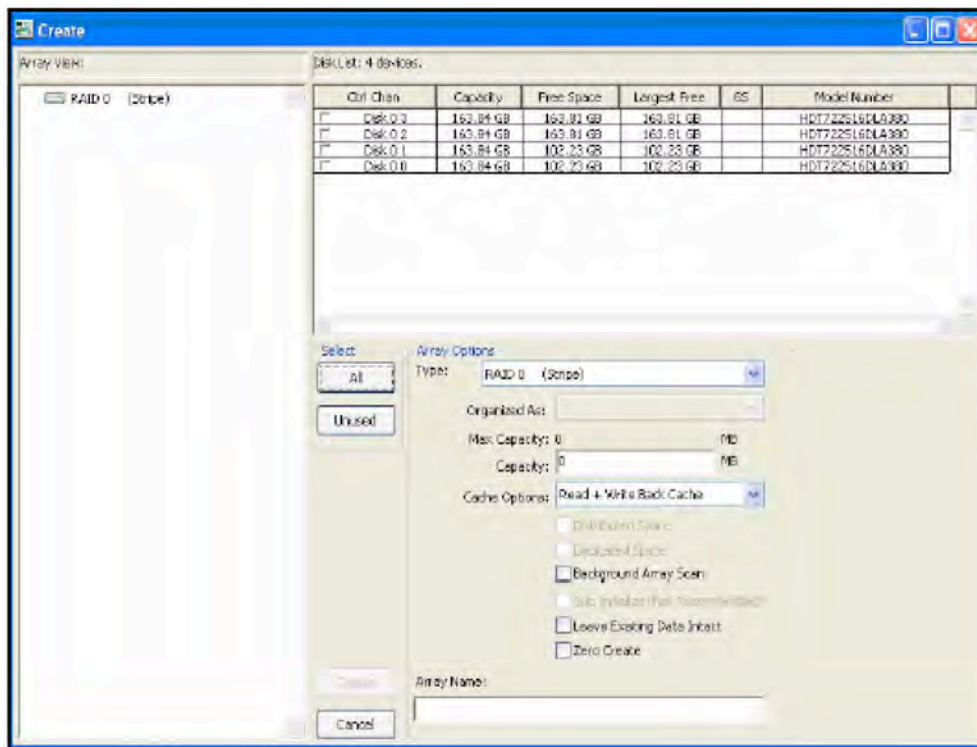 Create
Array View:
Disk List: 4 devices.
RAID 0 (Stripe)
Ctrl Chan Capacity Free Space Largest Free GS Model Number
Disk 0 3 163.84 GB 163.81 GB 163.81 GB HDT722516DLA380
Disk 0 2 163.84 GB 163.81 GB 163.81 GB HDT722516DLA380
Disk 0 1 163.84 GB 102.23 GB 102.23 GB HDT722516DLA380
Disk 0 0 163.84 GB 102.23 GB 102.23 GB HDT722516DLA380
Select
All
Unused
Array Options
Type: RAID 0 (Stripe)
Organized As:
Max Capacity: 0 MB
Capacity: 0 MB
Cache Options: Read + Write Back Cache
Distributed Spare
Dedicated Spare
Background Array Scan
Leave Existing Data Intact
Zero Create
Create
Array Name:
Cancel